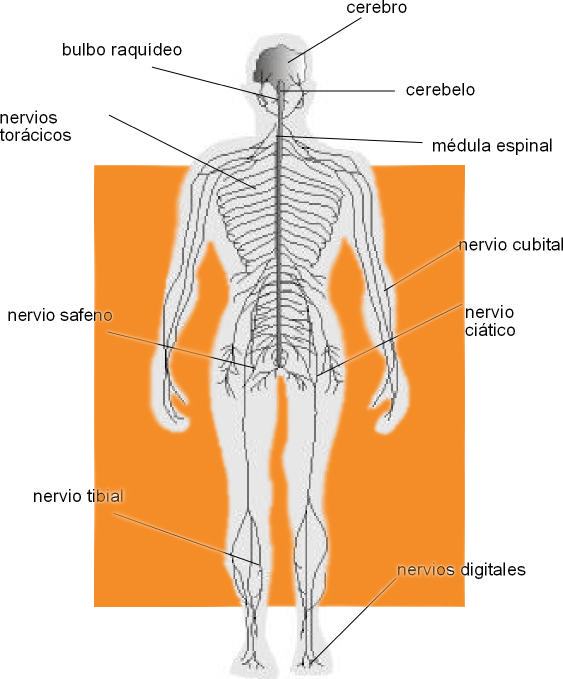 cerebro
bulbo raquídeo
cerebelo
nervios
torácicos
médula espinal
nervio cubital
nervio safeno
nervio
ciático
nervio tibial
nervios digitales